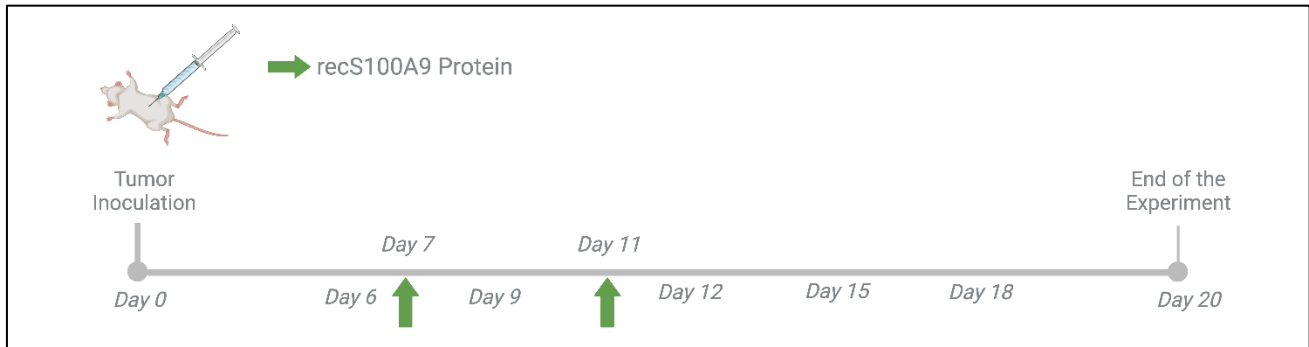 recS100A9 Protein
Tumor
Inoculation
End of the
Experiment
Day 7
Day 11
Day 0
Day 6
Day 9
Day 12
Day 15
Day 18
Day 20